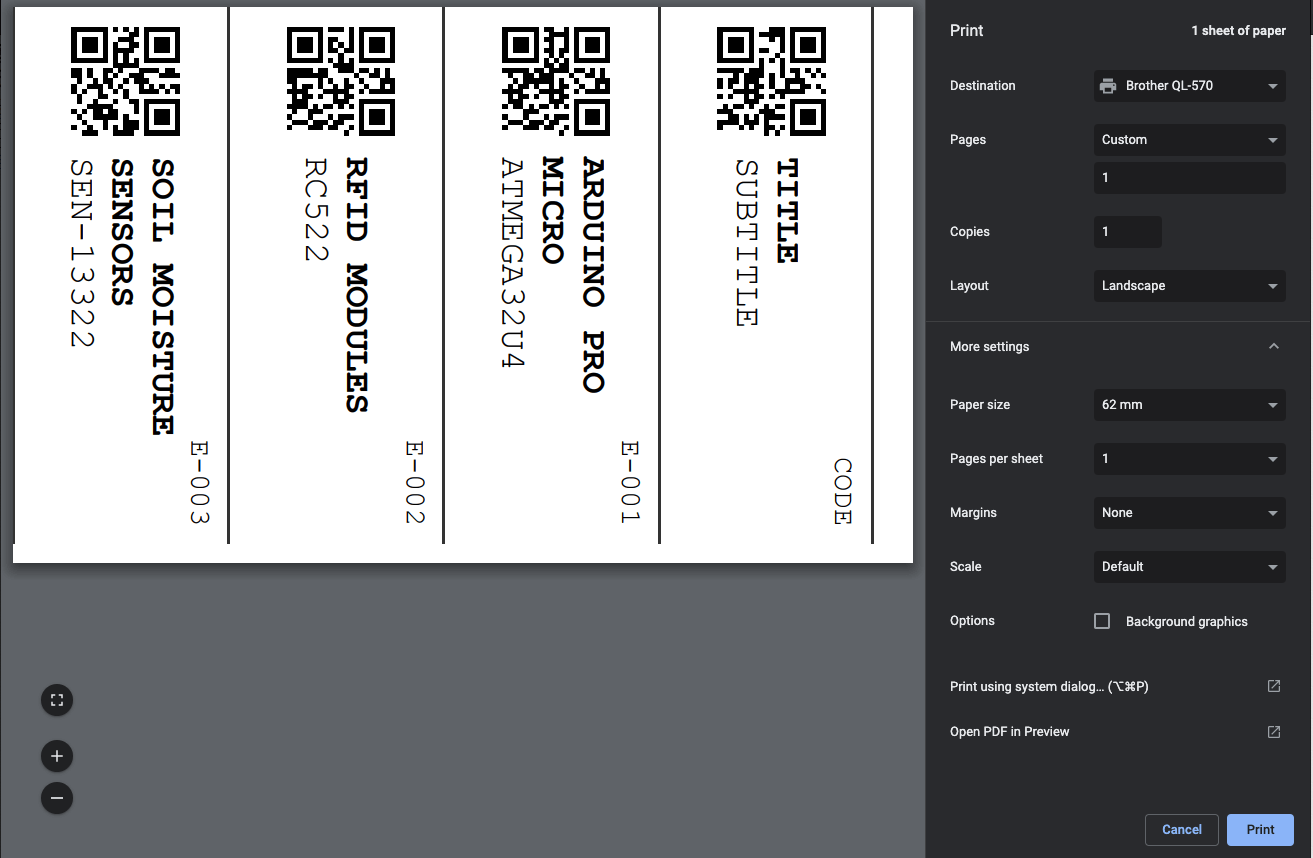 SOIL MOISTURE
SENSORS
SEN-13322
E-003
RFID MODULES
RC522
E-002
ARDUINO PRO
MICRO
ATMEGA32U4
E-001
TITLE
SUBTITLE
CODE
Print
1 sheet of paper
Destination
Brother QL-570
Pages
Custom
1
Copies
1
Layout
Landscape
More settings
Paper size
62 mm
Pages per sheet
1
Margins
None
Scale
Default
Options
Background graphics
Print using system dialog... (⌥⌘P)
Open PDF in Preview
Cancel
Print